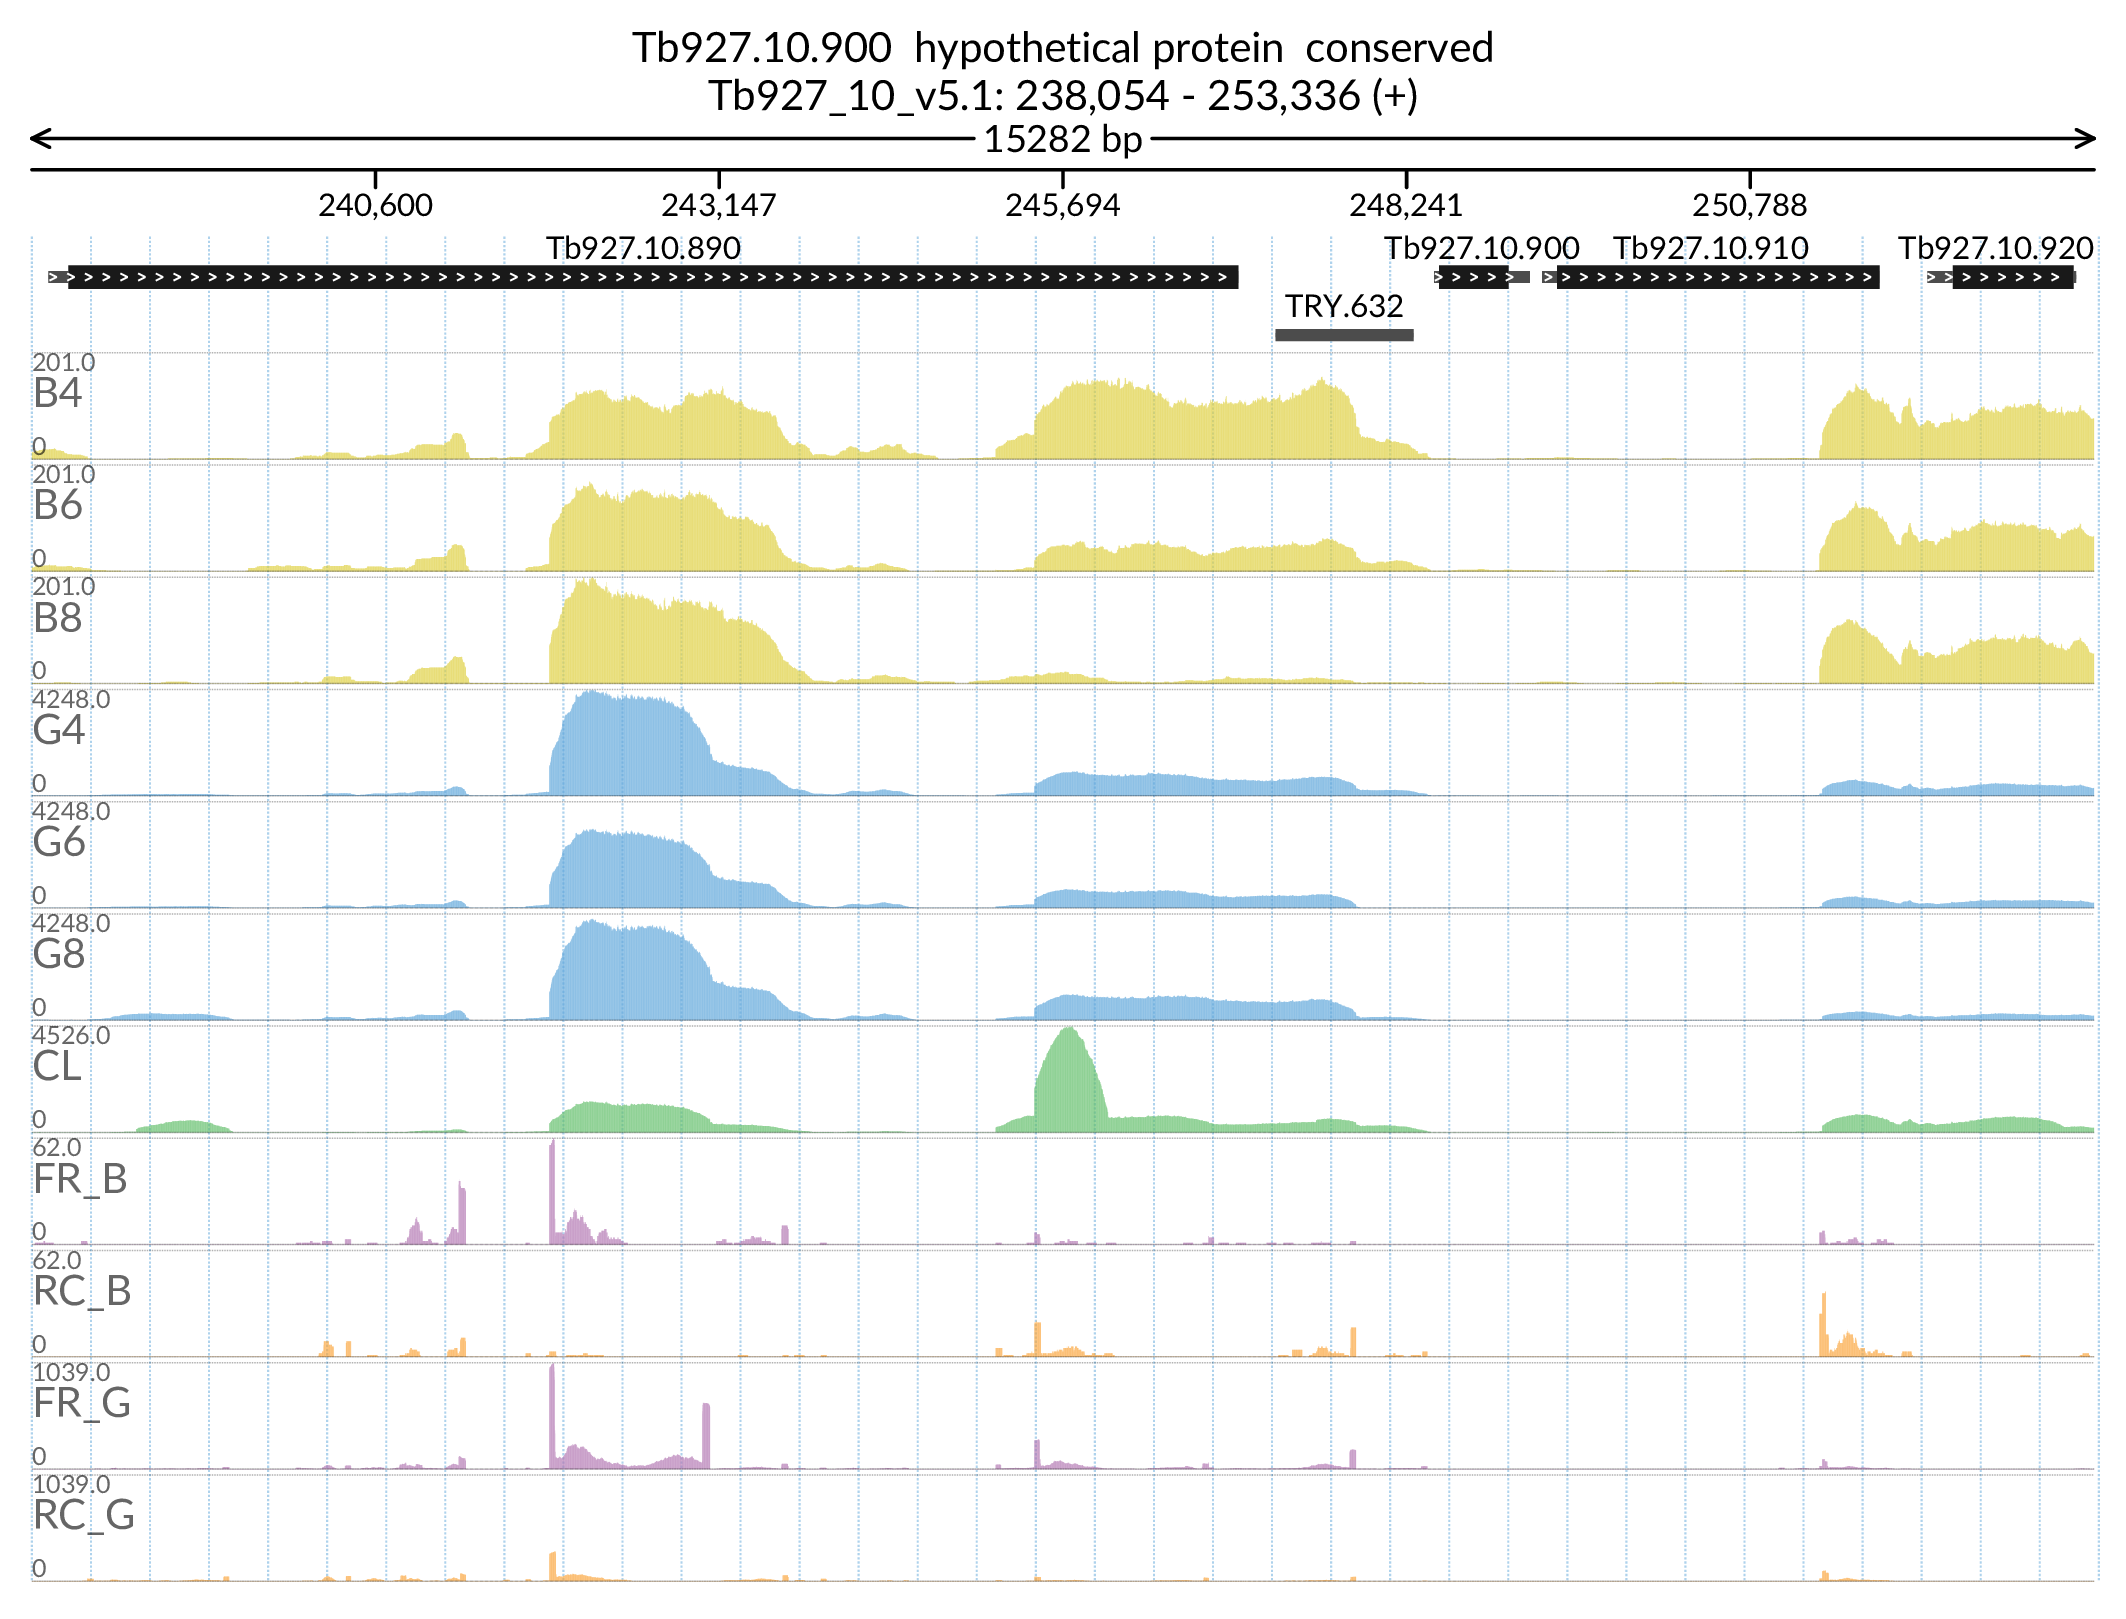 Tb927.10.900  hypothetical protein  conserved
Tb927_10_v5.1: 238,054 - 253,336 (+)
15282 bp
240,600 243,147 245,694 248,241 250,788
Tb927.10.890 Tb927.10.900 Tb927.10.910 Tb927.10.920
TRY.632
201.0
B4
0
201.0
B6
0
201.0
B8
0
4248.0
G4
0
4248.0
G6
0
4248.0
G8
0
4526.0
CL
0
62.0
FR_B
0
62.0
RC_B
0
1039.0
FR_G
0
1039.0
RC_G
0